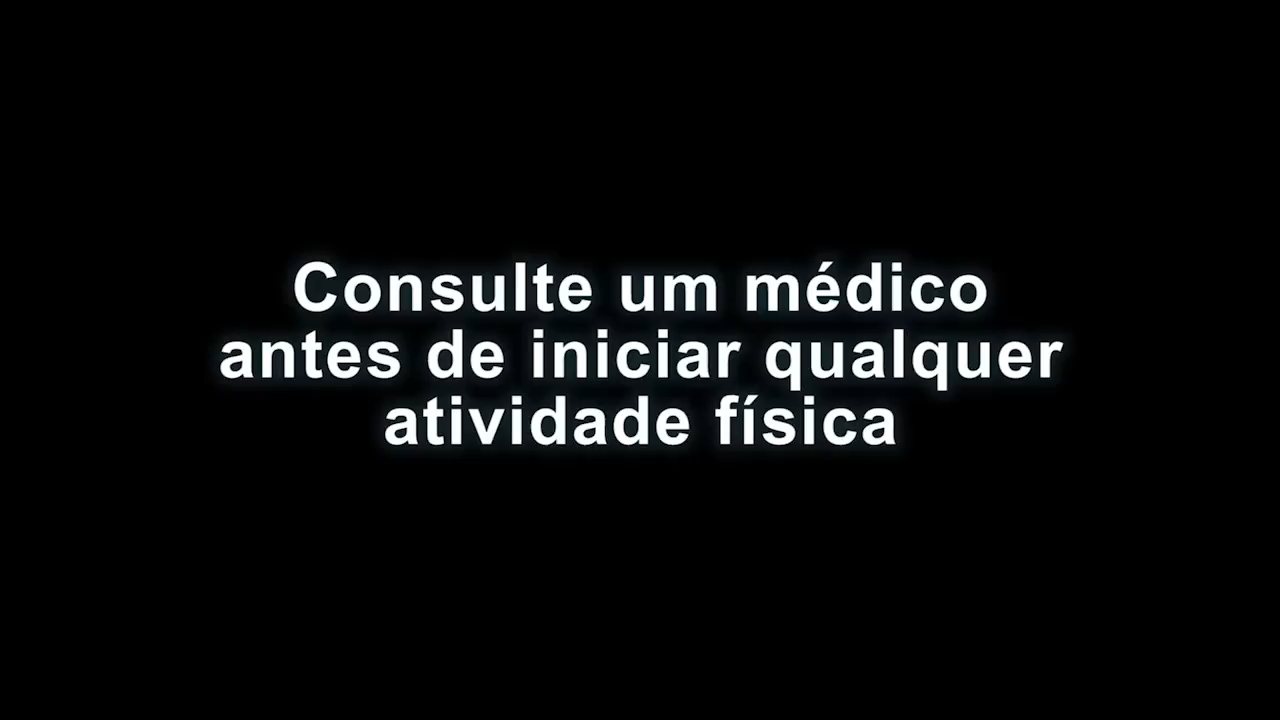 Consulte um médico
antes de iniciar qualquer
atividade física